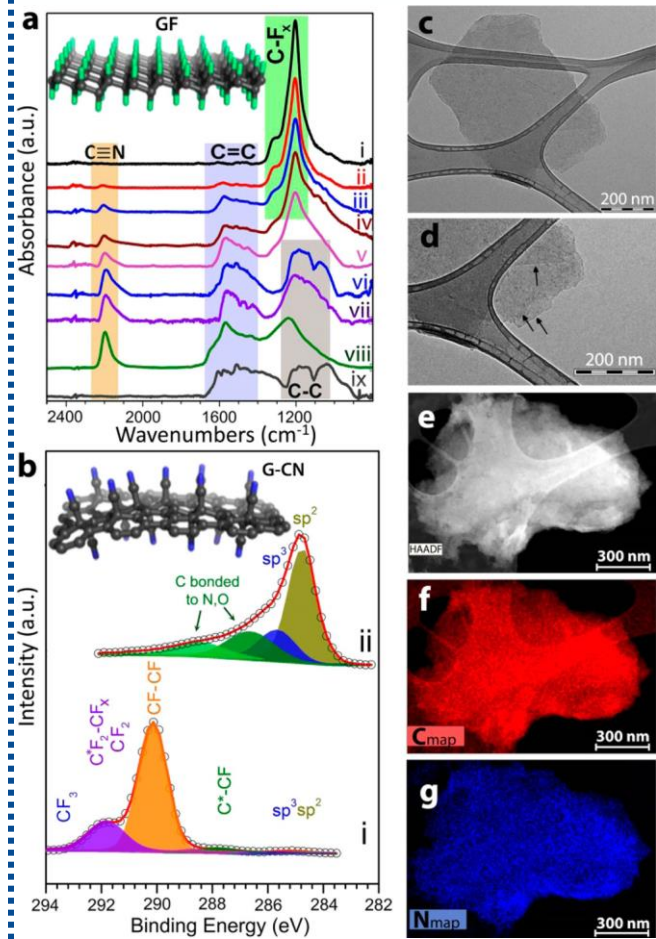 a
GF
C-Fx
C≡N
C=C
i
ii
iii
iv
v
vi
vii
viii
ix
C-C
Absorbance (a.u.)
2400
2000
1600
1200
Wavenumbers (cm-1)
b
G-CN
sp2
sp3
C bonded
to N,O
ii
Intensity (a.u.)
CF3
C*F2-CFX
CF2
CF-CF
C*-CF
sp3sp2
i
294
292
290
288
286
284
282
Binding Energy (eV)
c
200 nm
d
200 nm
e
HAADF
300 nm
f
Cmap
300 nm
g
Nmap
300 nm